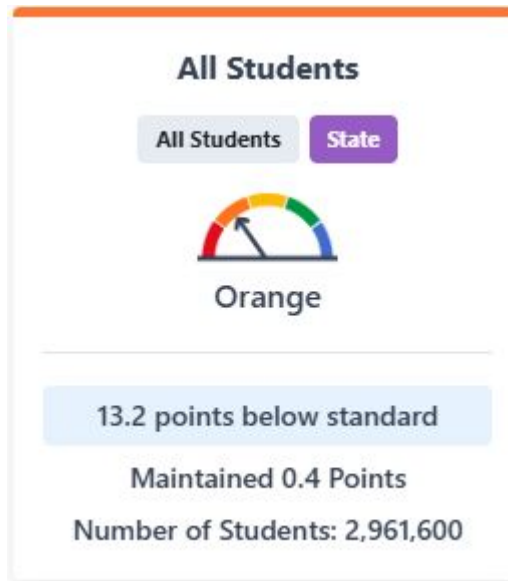 All Students
All Students State
Orange
13.2 points below standard
Maintained 0.4 Points
Number of Students: 2,961,600